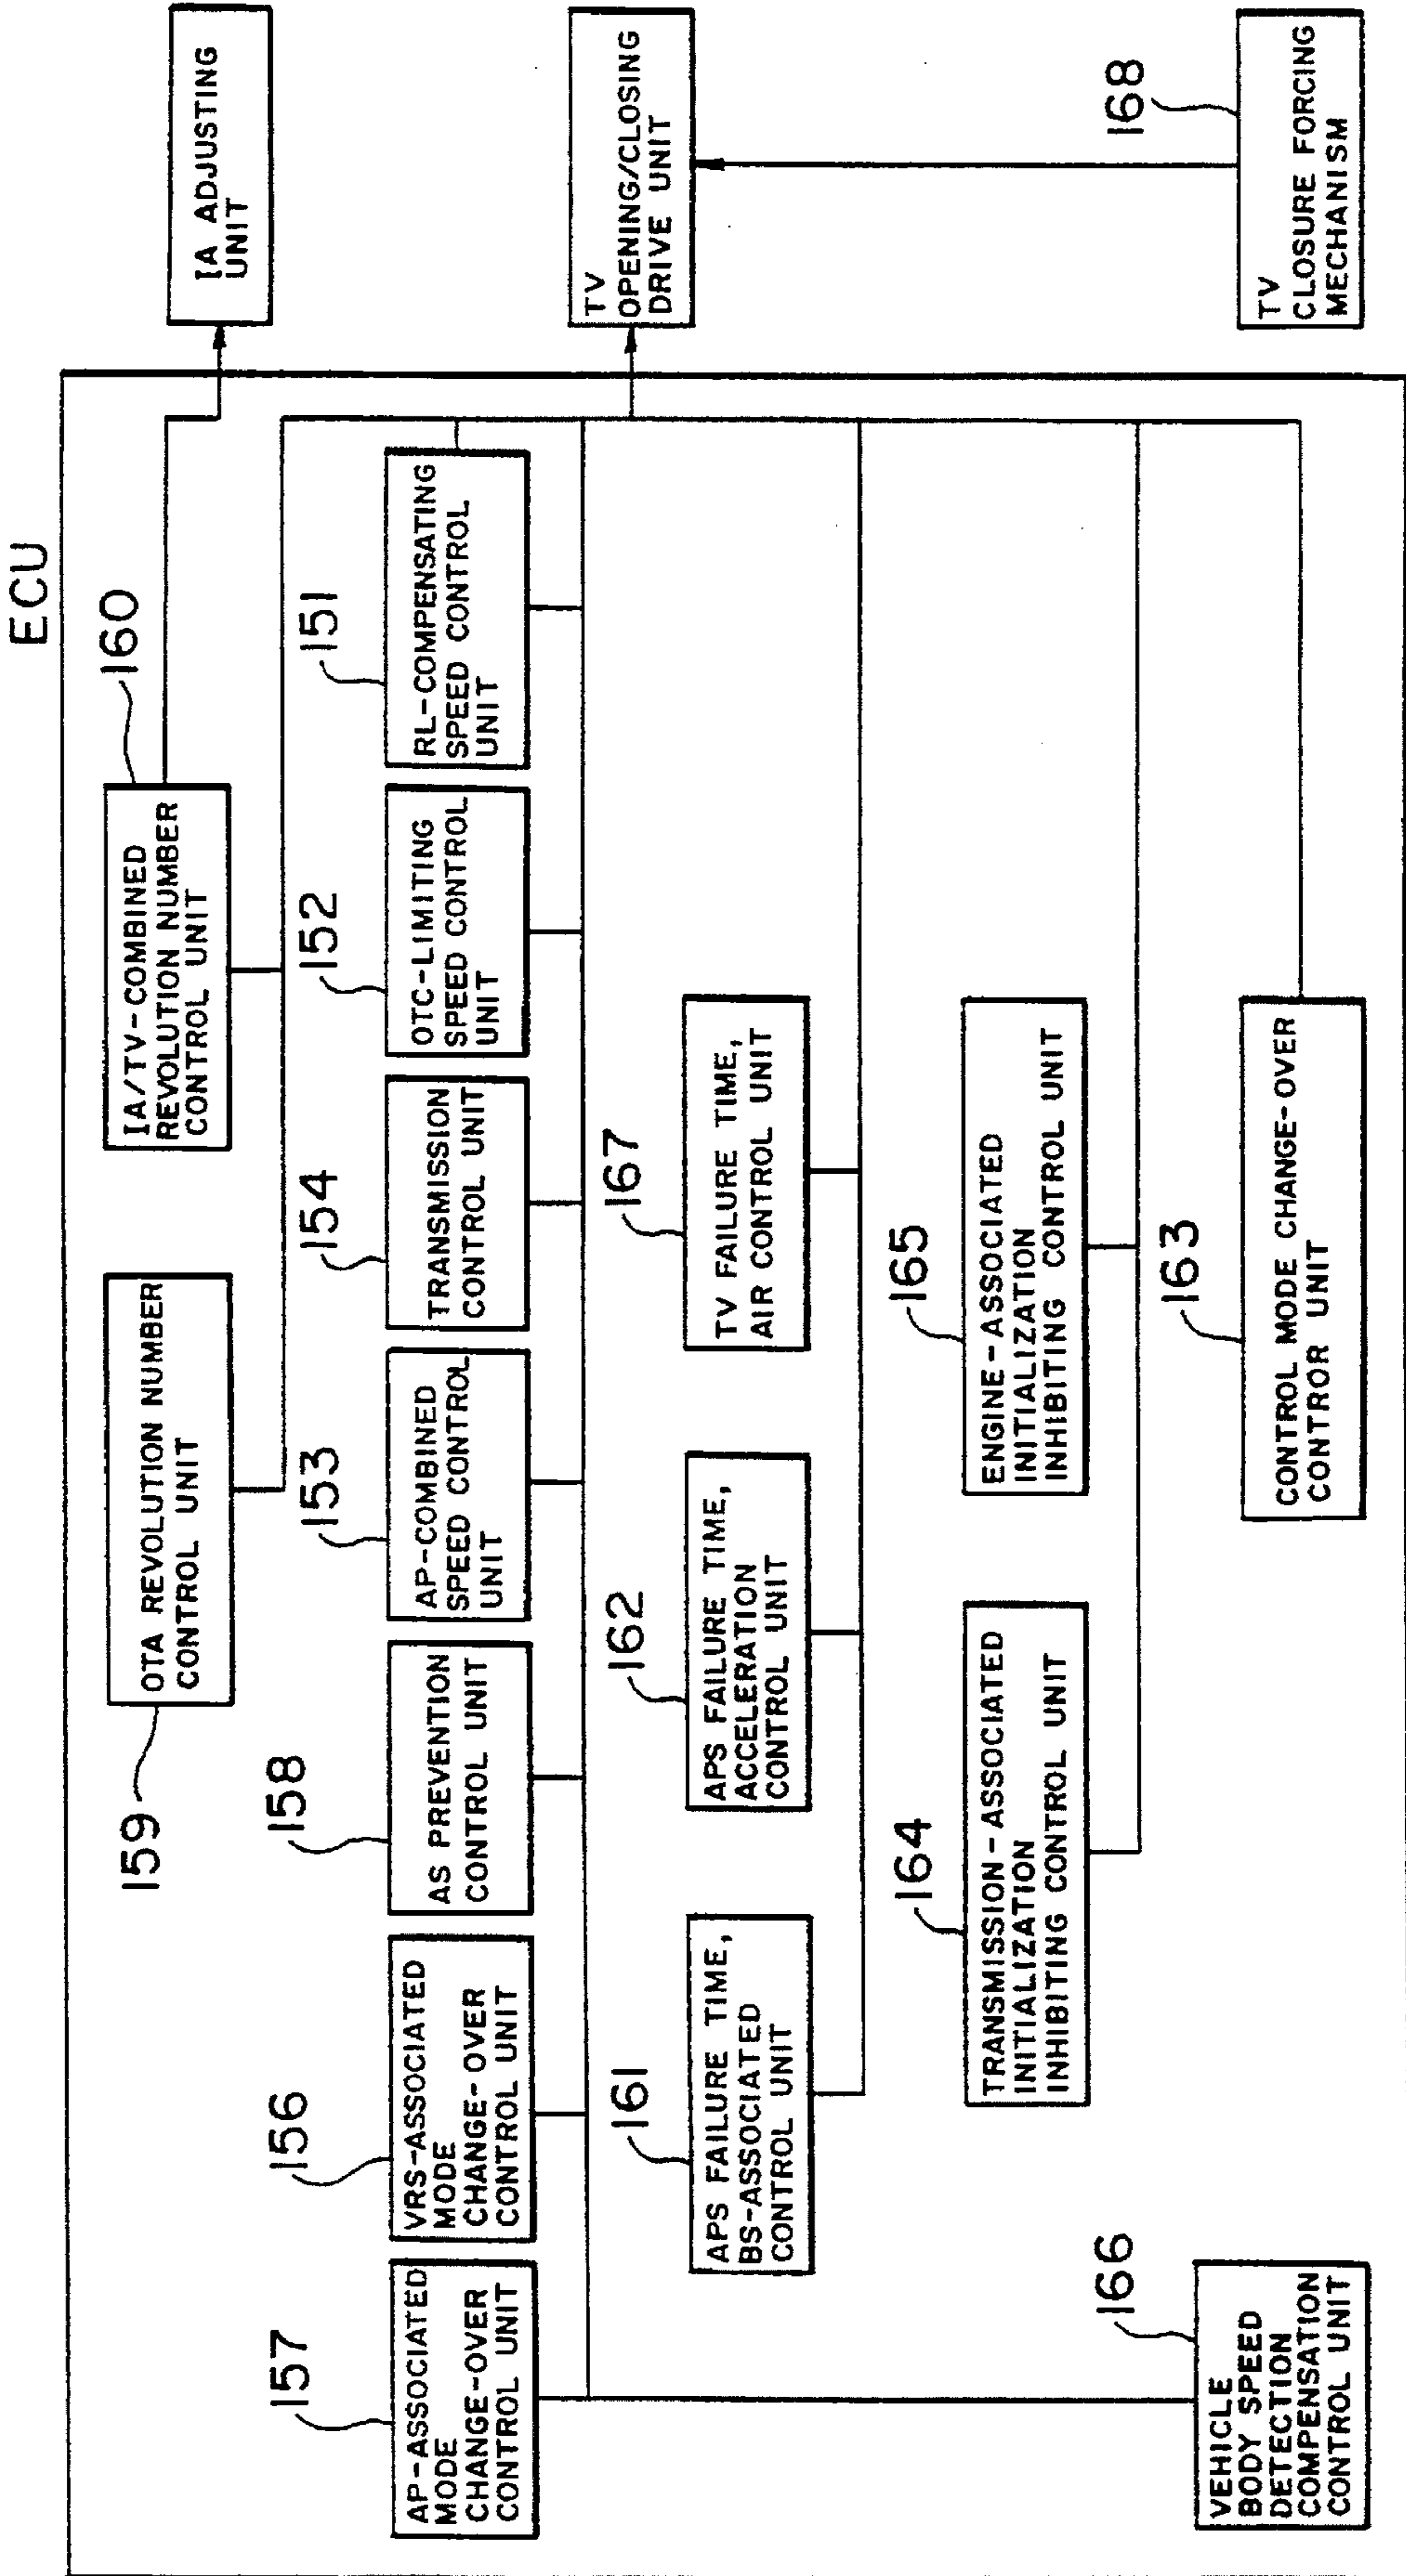 ECU
159
OTA REVOLUTION NUMBER
CONTROL UNIT
160
IA/TV-COMBINED
REVOLUTION NUMBER
CONTROL UNIT
IA ADJUSTING
UNIT
157
AP-ASSOCIATED
MODE
CHANGE-OVER
CONTROL UNIT
156
VRS-ASSOCIATED
MODE
CHANGE-OVER
CONTROL UNIT
158
AS PREVENTION
CONTROL UNIT
153
AP-COMBINED
SPEED CONTROL
UNIT
154
TRANSMISSION
CONTROL UNIT
152
OTC-LIMITING
SPEED CONTROL
UNIT
151
RL-COMPENSATING
SPEED CONTROL
UNIT
TV
OPENING/CLOSING
DRIVE UNIT
161
APS FAILURE TIME,
BS-ASSOCIATED
CONTROL UNIT
162
APS FAILURE TIME,
ACCELERATION
CONTROL UNIT
167
TV FAILURE TIME,
AIR CONTROL UNIT
164
TRANSMISSION-ASSOCIATED
INITIALIZATION
INHIBITING CONTROL UNIT
165
ENGINE-ASSOCIATED
INITIALIZATION
INHIBITING CONTROL UNIT
166
VEHICLE
BODY SPEED
DETECTION
COMPENSATION
CONTROL UNIT
163
CONTROL MODE CHANGE-OVER
CONTROR UNIT
168
TV
CLOSURE FORCING
MECHANISM